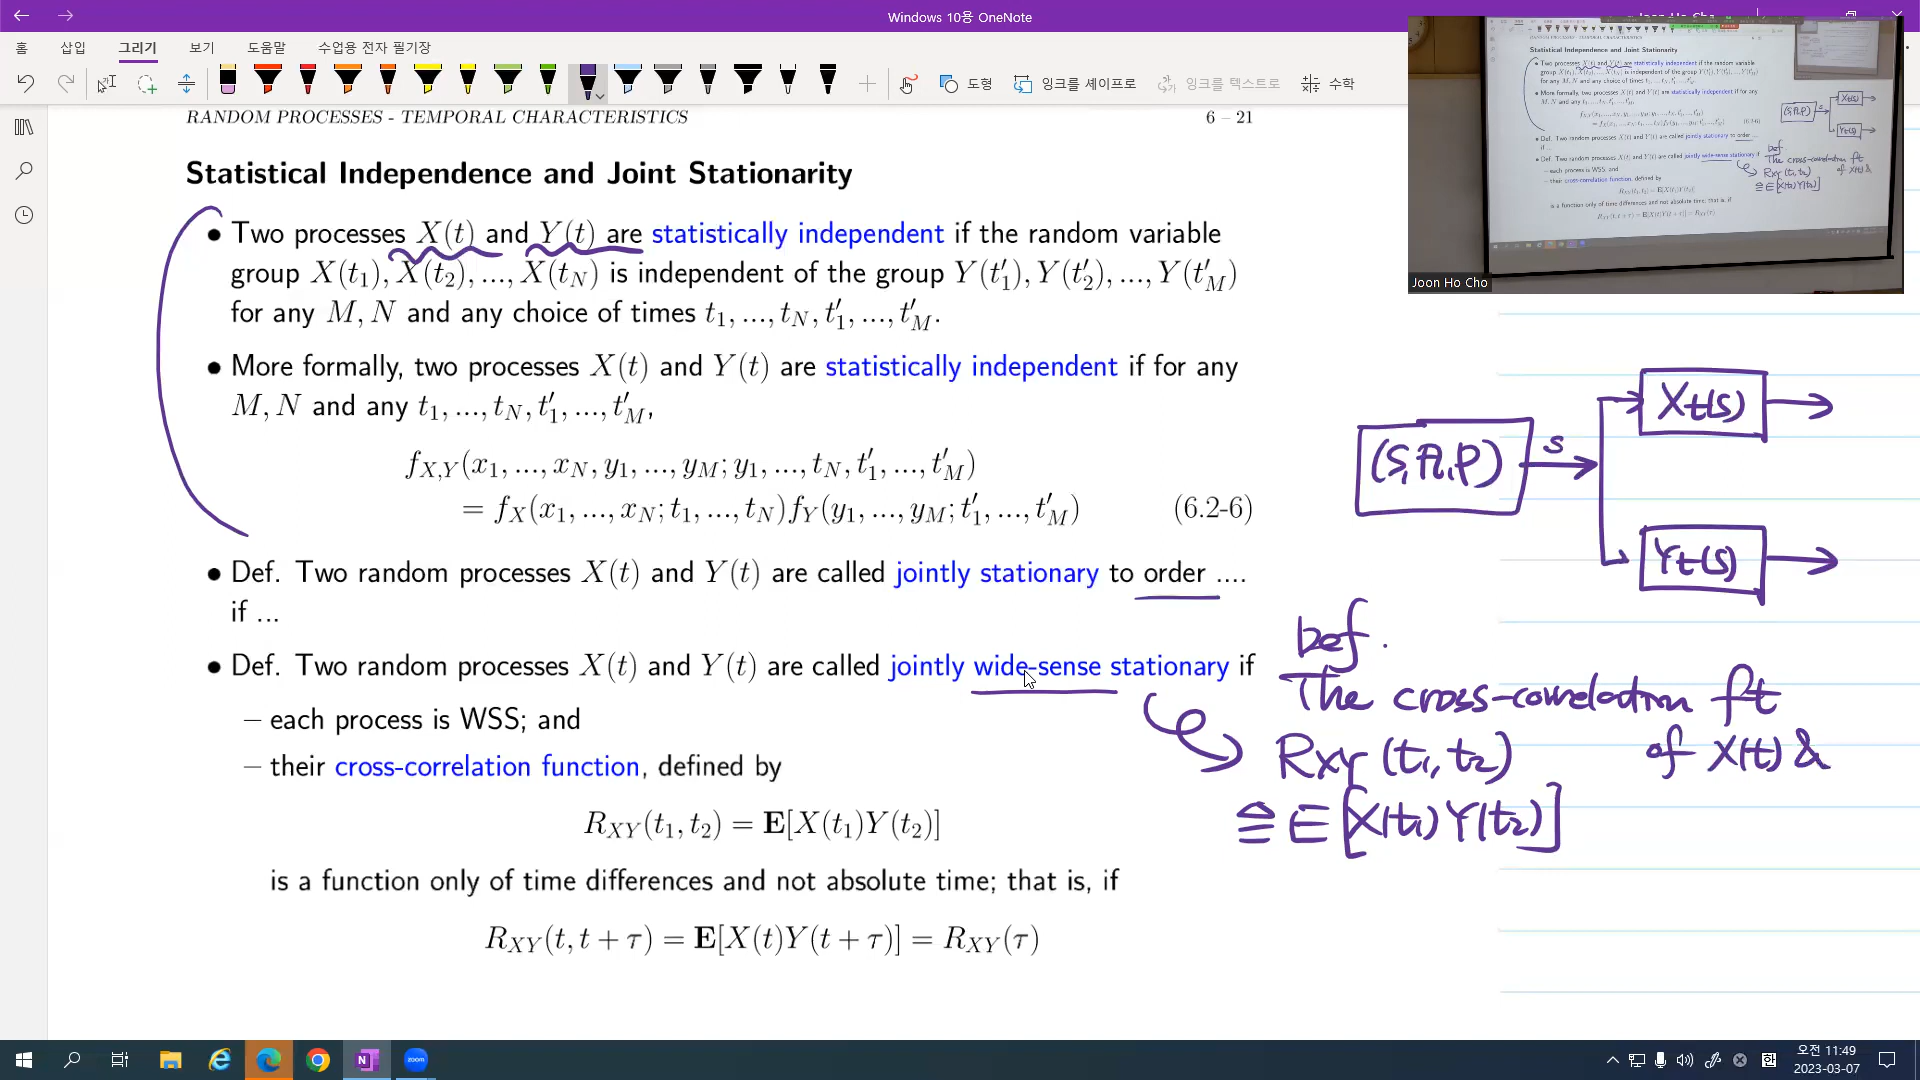 Windows 10용 OneNote
홈 삽입 그리기 보기 도움말 수업용 전자 필기장
도형 잉크를 셰이프로 잉크를 텍스트로 수학
RANDOM PROCESSES - TEMPORAL CHARACTERISTICS 6 – 21
Statistical Independence and Joint Stationarity
• Two processes X(t) and Y(t) are statistically independent if the random variable
group X(t₁), X(t₂), ..., X(t_N) is independent of the group Y(t′₁), Y(t′₂), ..., Y(t′_M)
for any M, N and any choice of times t₁, ..., t_N, t′₁, ..., t′_M.
• More formally, two processes X(t) and Y(t) are statistically independent if for any
M, N and any t₁, ..., t_N, t′₁, ..., t′_M,
f_{X,Y}(x₁, ..., x_N, y₁, ..., y_M; y₁, ..., t_N, t′₁, ..., t′_M)
= f_X(x₁, ..., x_N; t₁, ..., t_N) f_Y(y₁, ..., y_M; t′₁, ..., t′_M) (6.2-6)
• Def. Two random processes X(t) and Y(t) are called jointly stationary to order ....
if ...
• Def. Two random processes X(t) and Y(t) are called jointly wide-sense stationary if
– each process is WSS; and
– their cross-correlation function, defined by
R_{XY}(t₁, t₂) = E[X(t₁)Y(t₂)]
is a function only of time differences and not absolute time; that is, if
R_{XY}(t, t + τ) = E[X(t)Y(t + τ)] = R_{XY}(τ)
Joon Ho Cho
Xt(s)
(S, A, P) s
Yt(s)
Def.
The cross-correlation ft
Rxy (t₁, t₂) of X(t) &
≙ E[X(t₁) Y(t₂)]
오전 11:49
2023-03-07